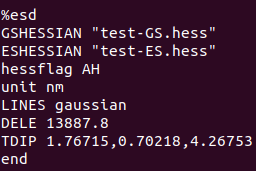 %esd
GSHESSIAN "test-GS.hess"
ESHESSIAN "test-ES.hess"
hessflag AH
unit nm
LINES gaussian
DELE 13887.8
TDIP 1.76715,0.70218,4.26753
end